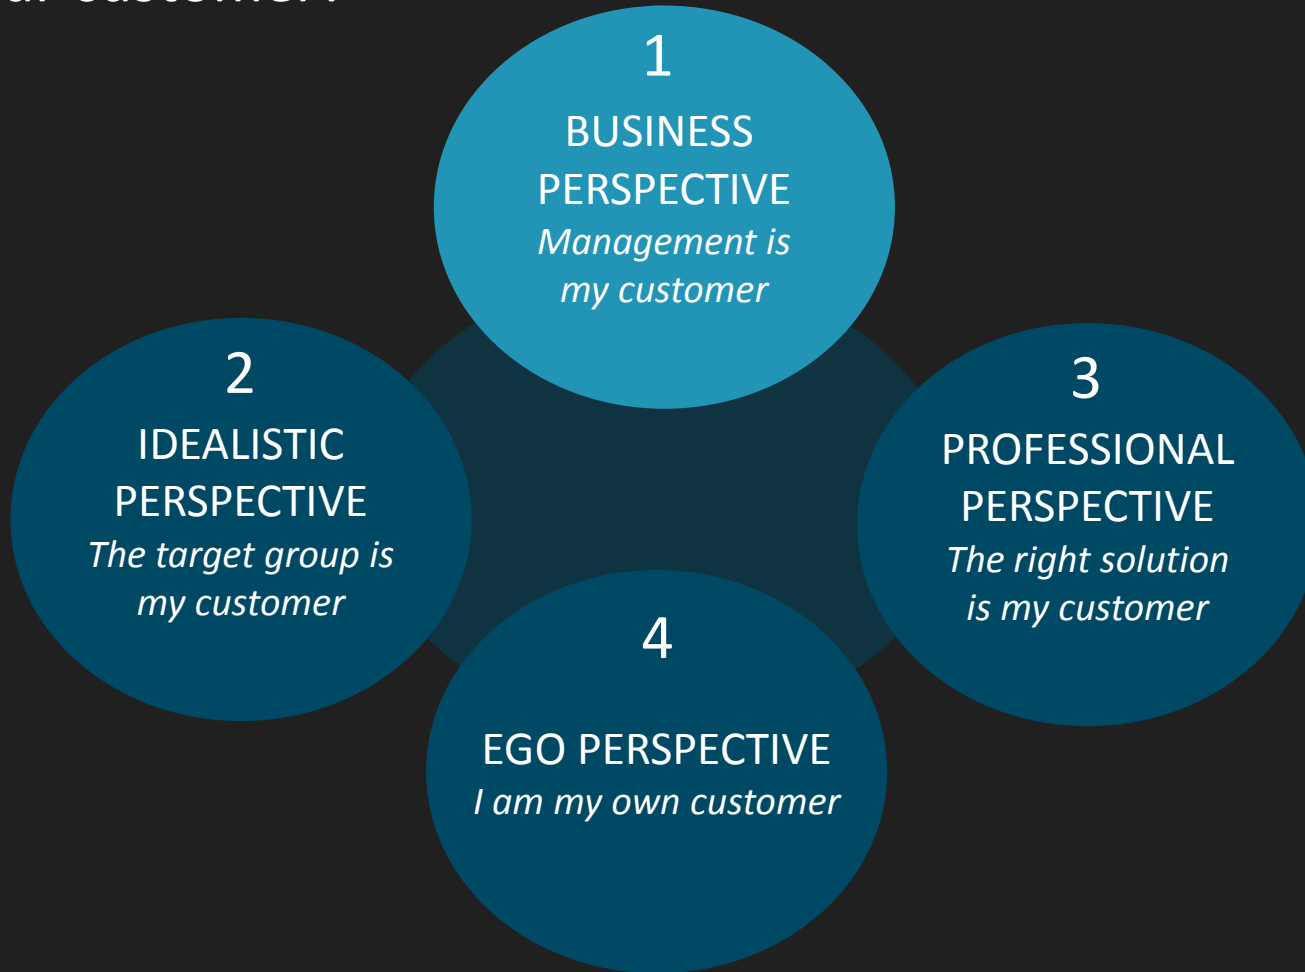 customer?
1
BUSINESS
PERSPECTIVE
Management is
my customer
2
IDEALISTIC
PERSPECTIVE
The target group is
my customer
3
PROFESSIONAL
PERSPECTIVE
The right solution
is my customer
4
EGO PERSPECTIVE
I am my own customer